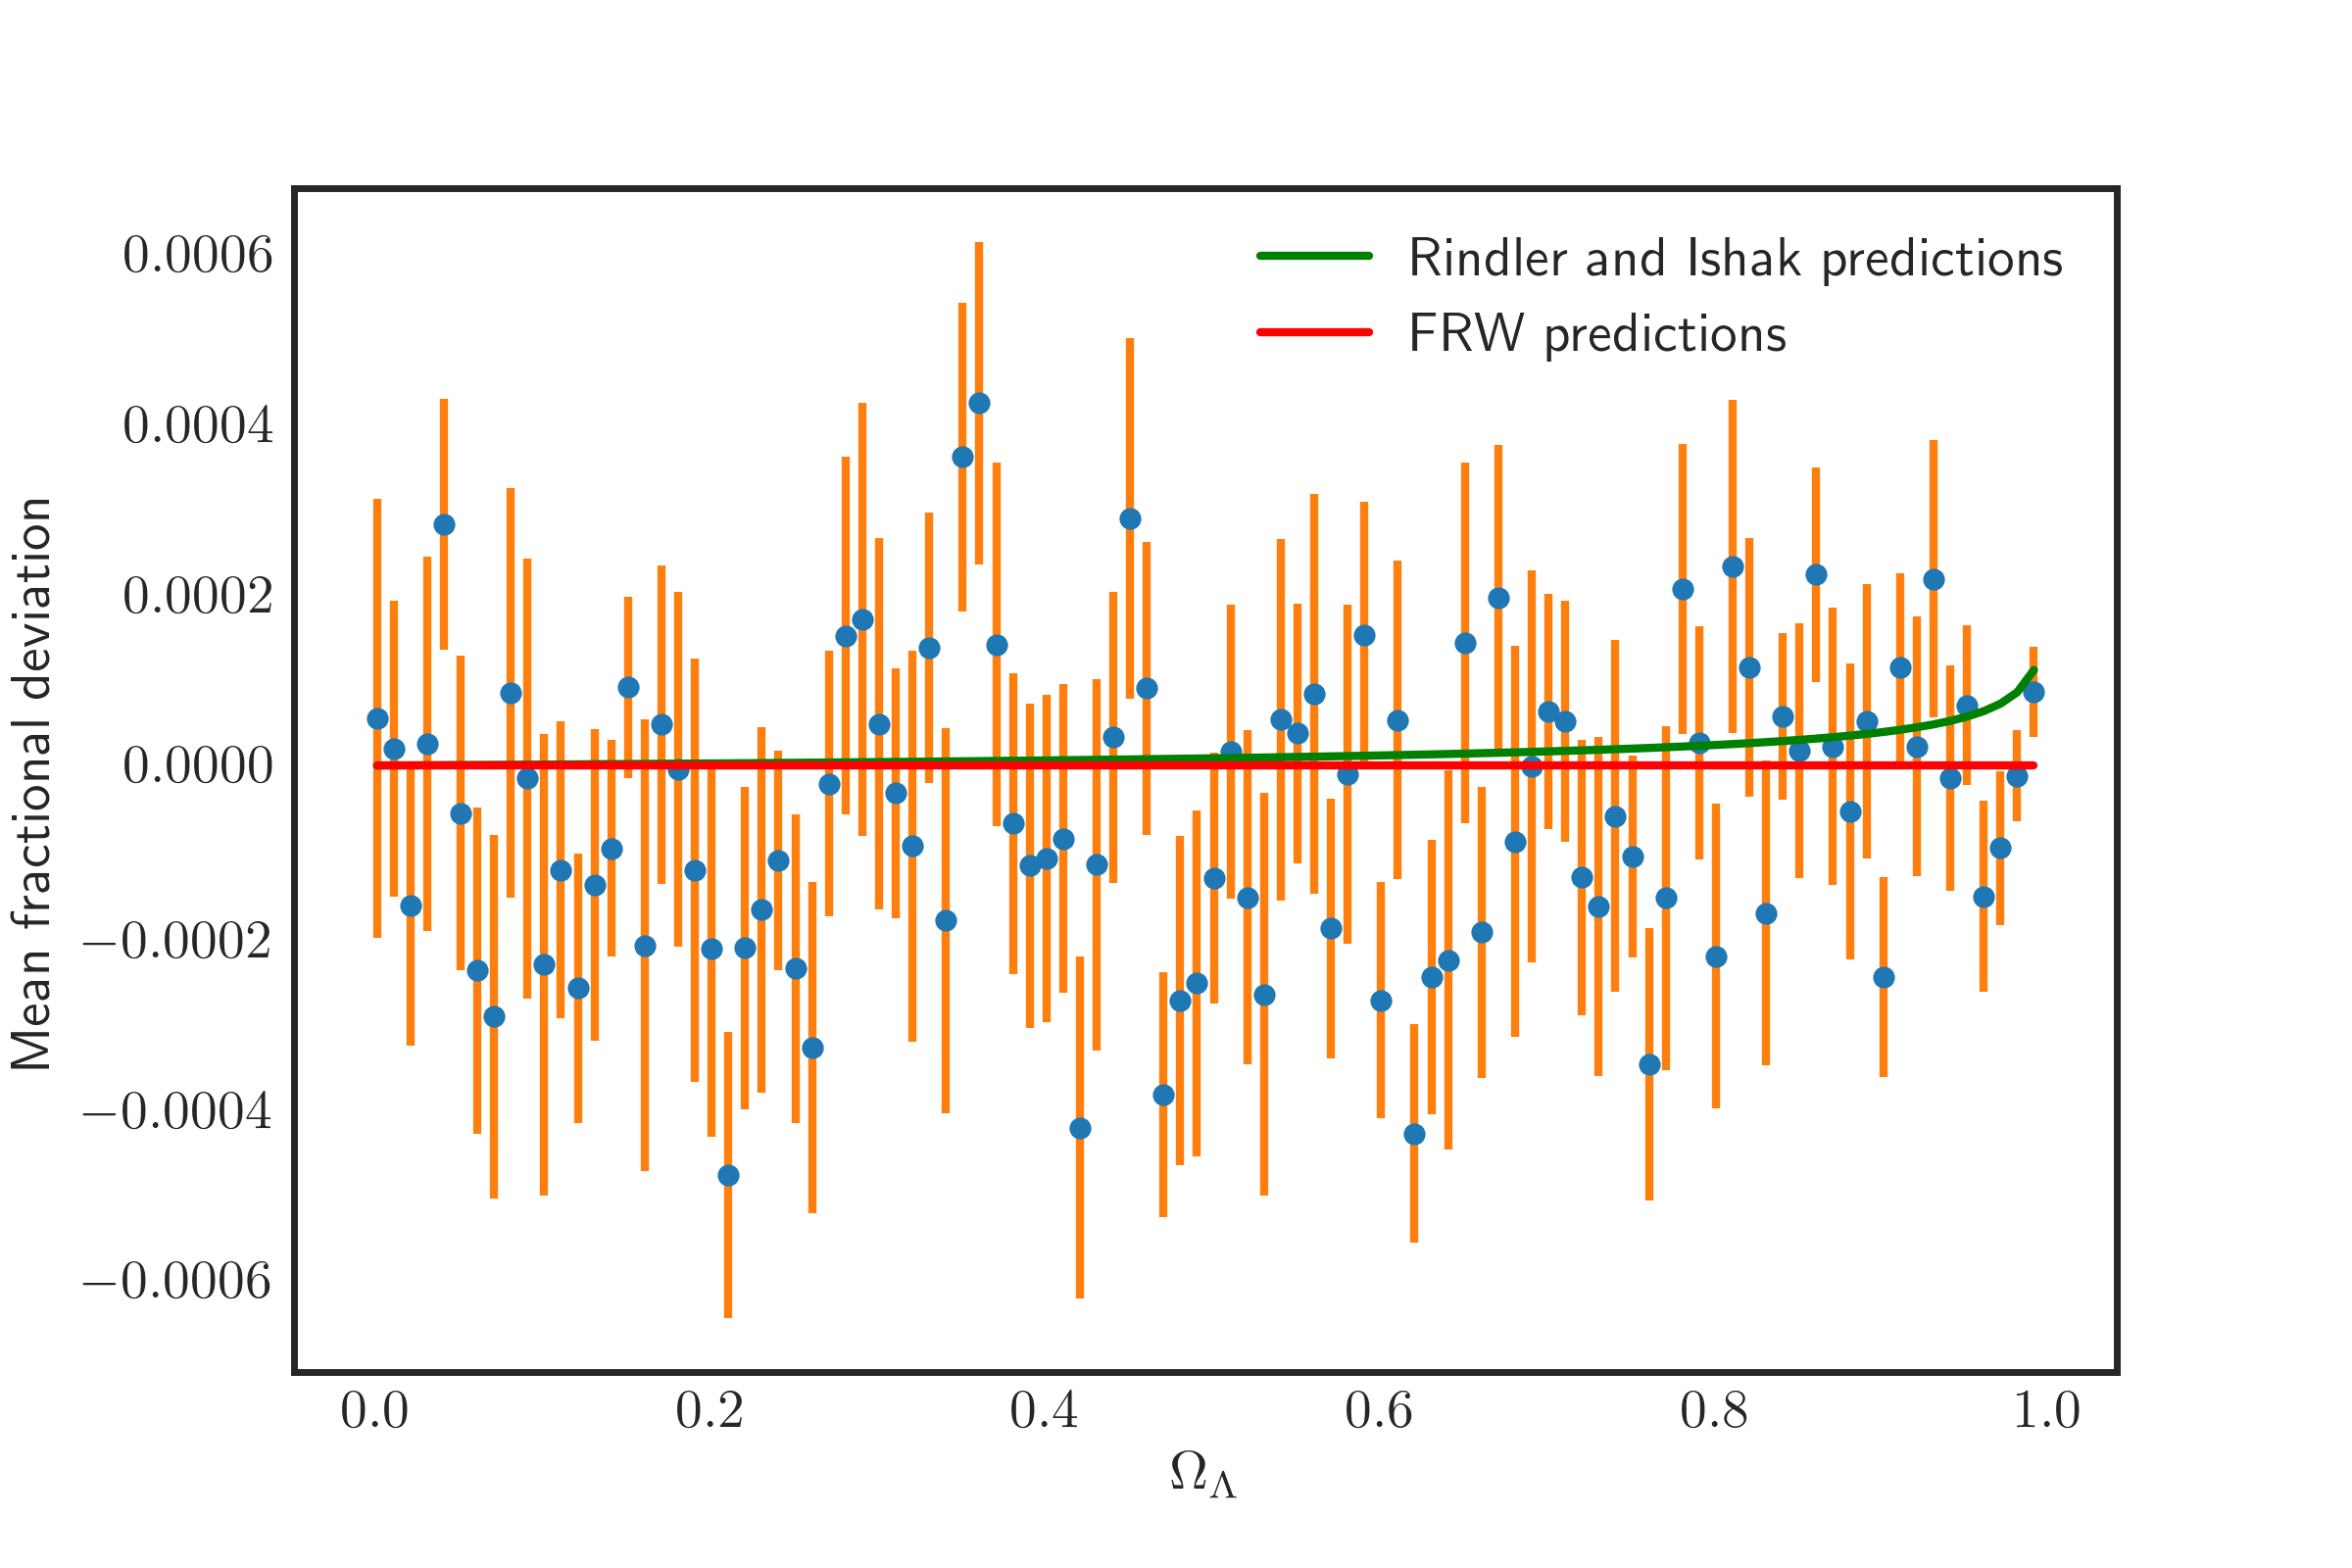 Rindler and Ishak predictions
FRW predictions
Mean fractional deviation
0.0006
0.0004
0.0002
0.0000
−0.0002
−0.0004
−0.0006
0.0 0.2 0.4 0.6 0.8 1.0
Ω_Λ